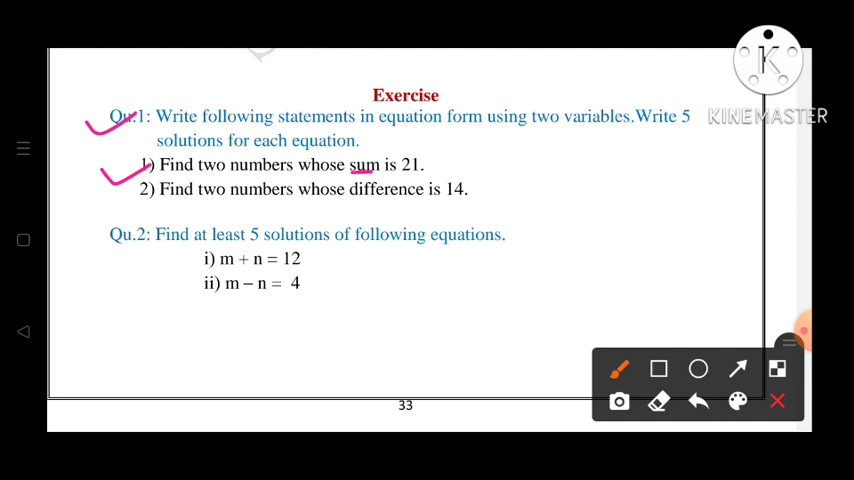 K
KINEMASTER
Exercise
Qu.1: Write following statements in equation form using two variables.Write 5
solutions for each equation.
1) Find two numbers whose sum is 21.
2) Find two numbers whose difference is 14.
Qu.2: Find at least 5 solutions of following equations.
i) m + n = 12
ii) m – n = 4
33